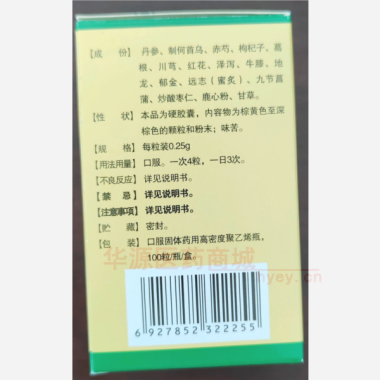 【成 份】丹参、制何首乌、赤芍、枸杞子、葛
根、川芎、红花、泽泻、牛膝、地
龙、郁金、远志（蜜炙）、九节菖
蒲、炒酸枣仁、鹿心粉、甘草。
【性 状】本品为硬胶囊，内容物为棕黄色至深
棕色的颗粒和粉末；味苦。
【规 格】每粒装0.25g
【用法用量】口服。一次4粒，一日3次。
【不良反应】详见说明书。
【禁 忌】详见说明书。
【注意事项】详见说明书。
【贮 藏】密封。
【包 装】口服固体药用高密度聚乙烯瓶，
100粒/瓶/盒。
华源医药商城
6 927852 322255